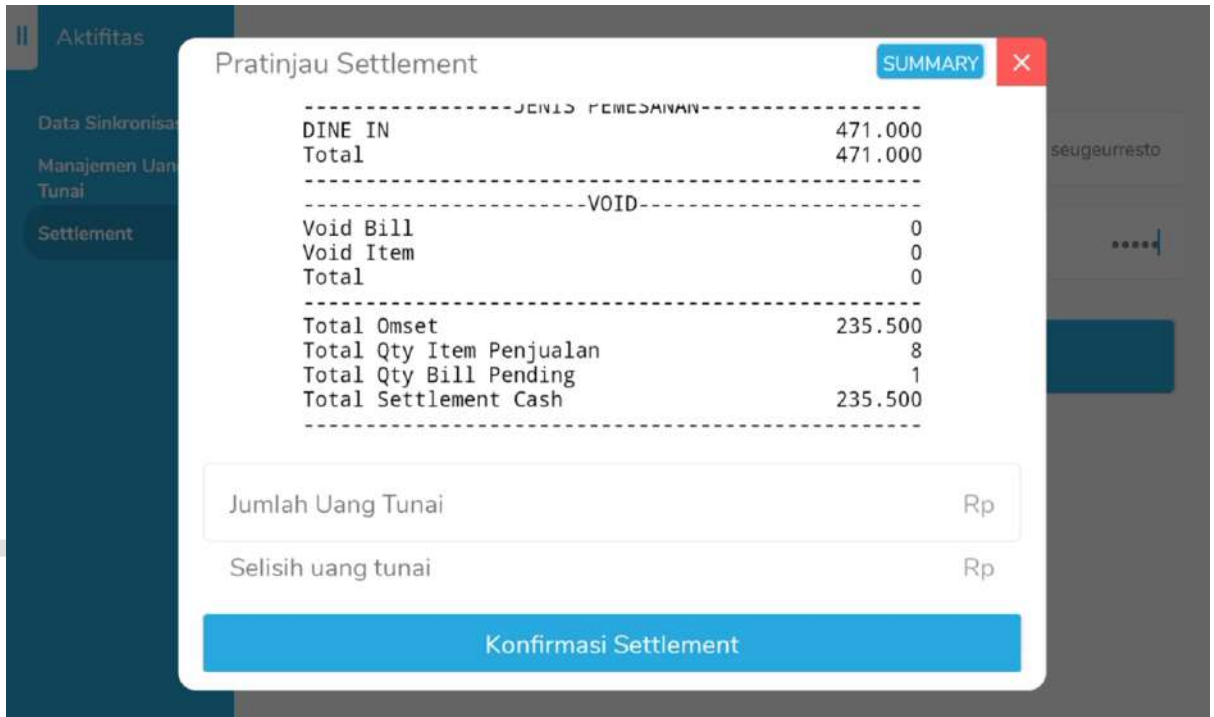 Aktifitas
Pratinjau Settlement
SUMMARY
JENIS PEMESANAN
Data Sinkronisas
DINE IN 471.000
Total 471.000
seugeurresto
Manajemen Uan
Tunai
VOID
Settlement
Void Bill 0
Void Item 0
Total 0
Total Omset 235.500
Total Qty Item Penjualan 8
Total Qty Bill Pending 1
Total Settlement Cash 235.500
Jumlah Uang Tunai Rp
Selisih uang tunai Rp
Konfirmasi Settlement